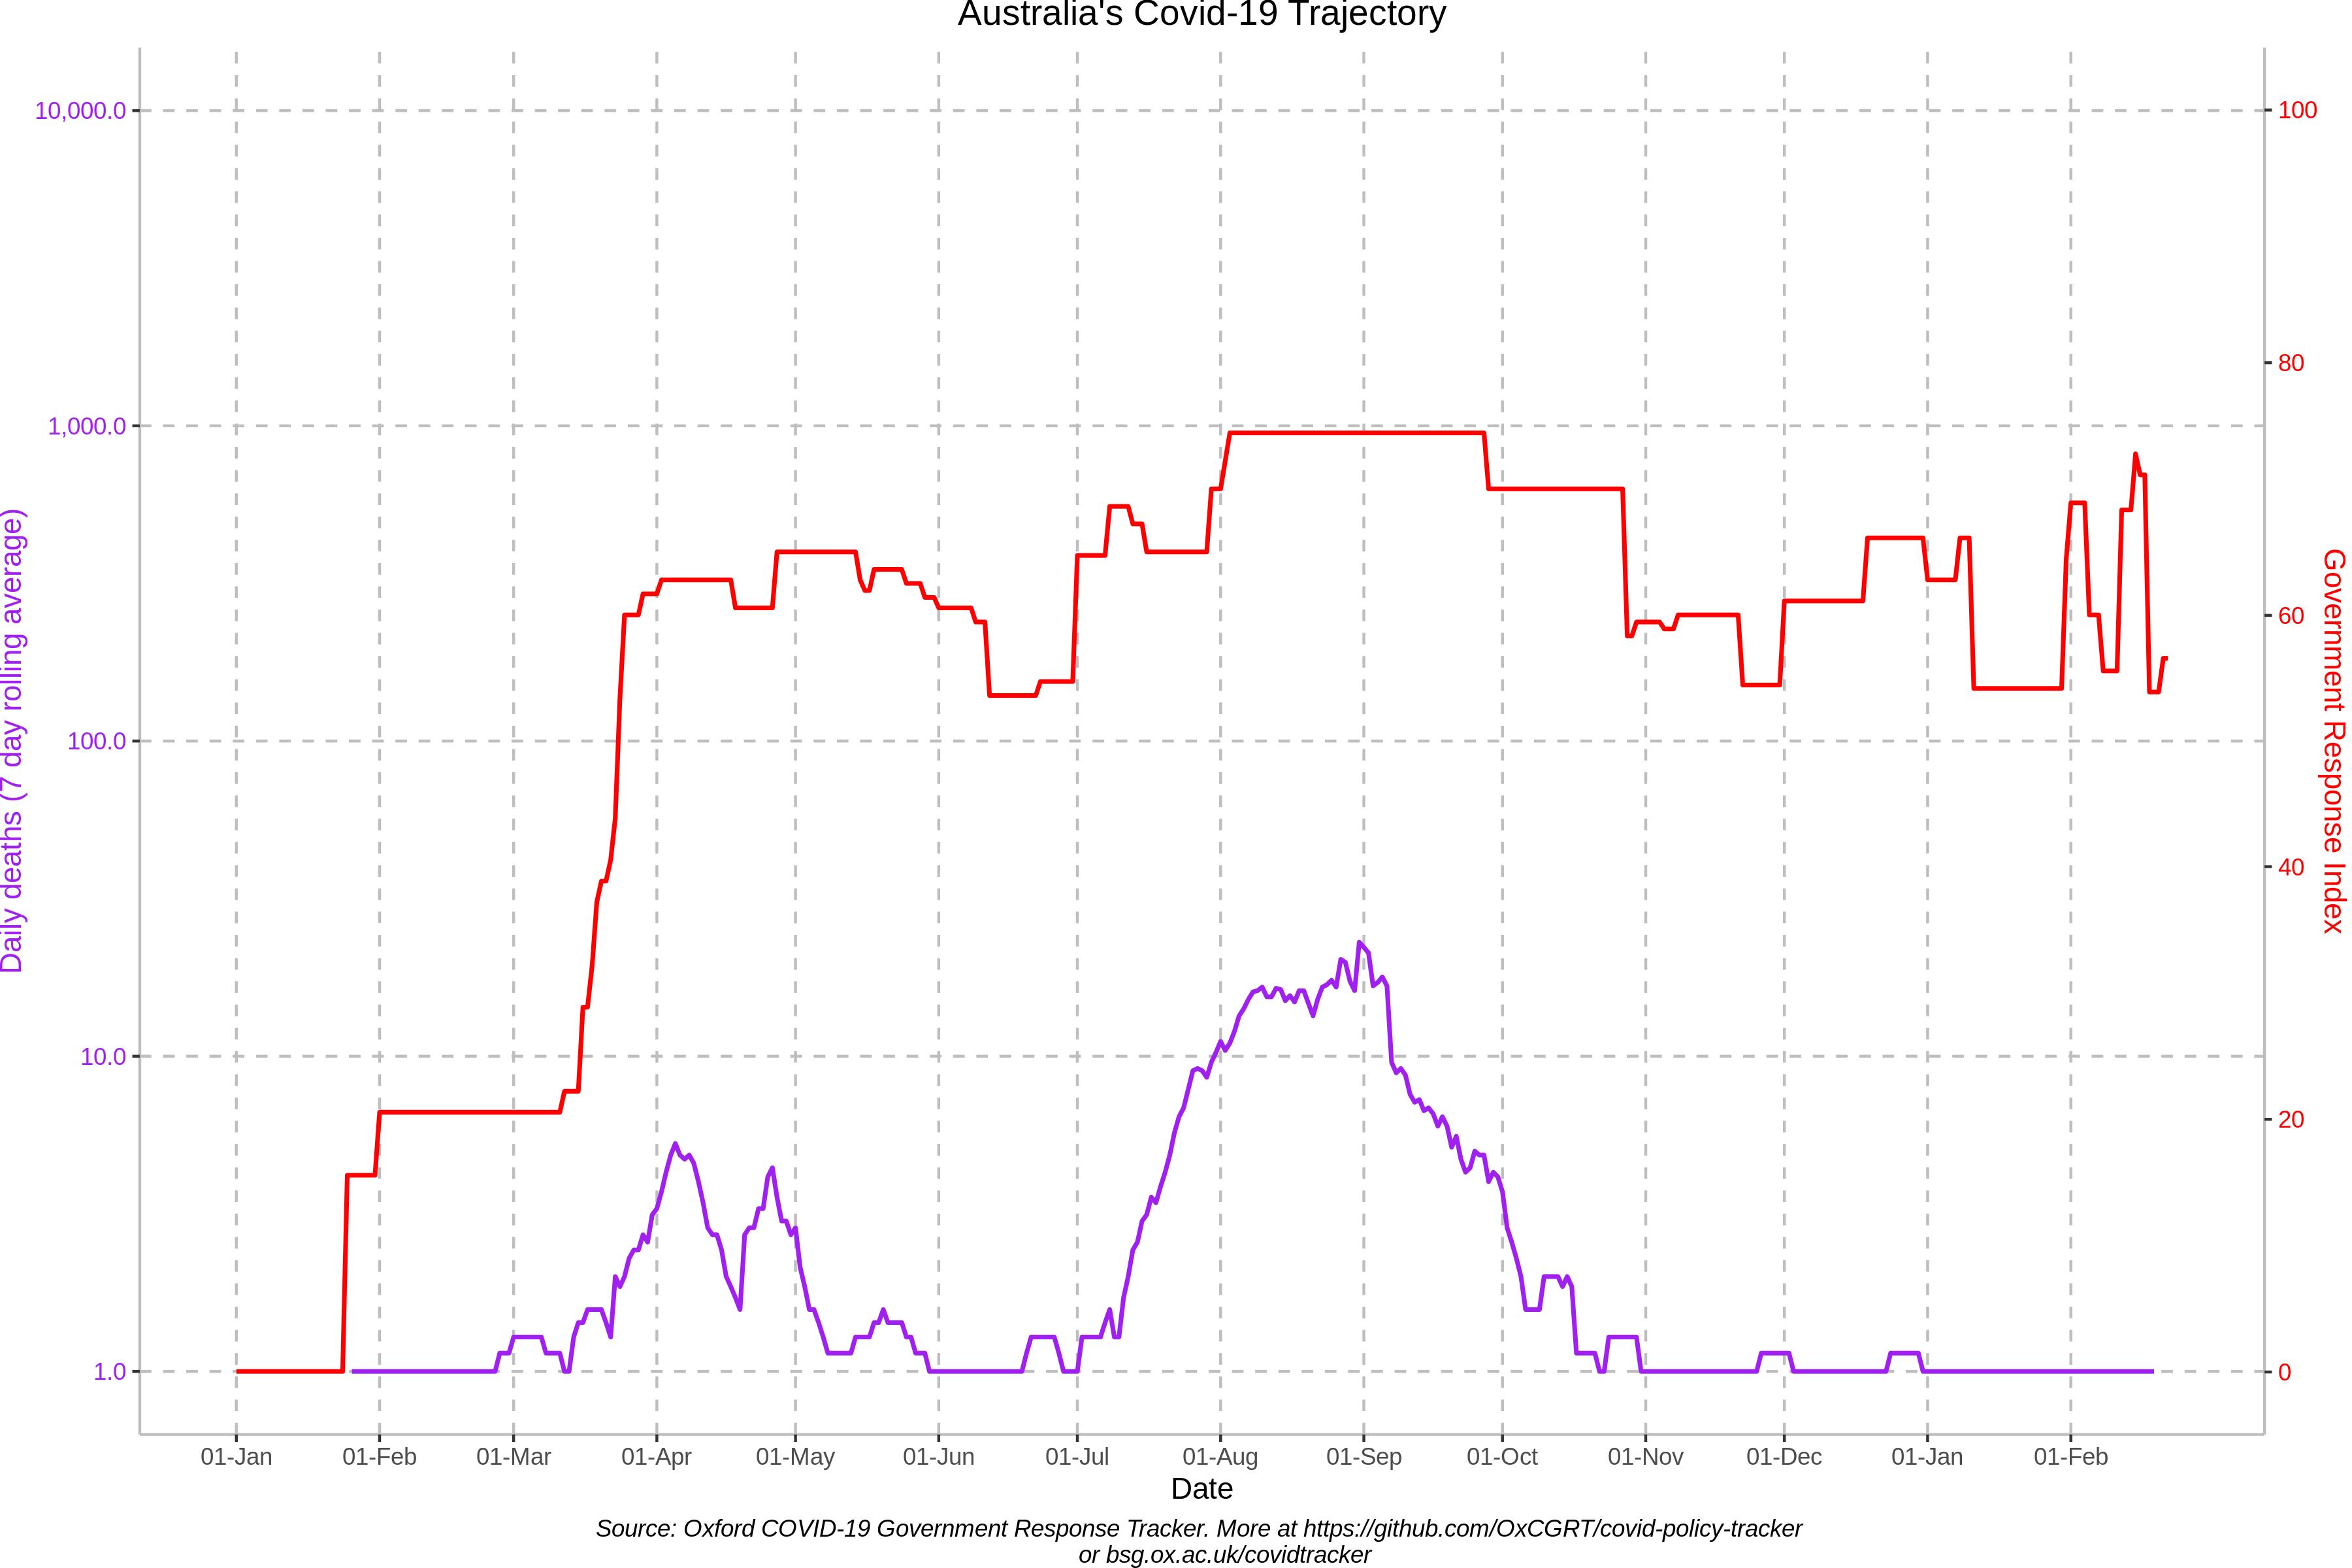 Australia's Covid-19 Trajectory
10,000.0
1,000.0
100.0
10.0
1.0
Daily deaths (7 day rolling average)
100
80
60
40
20
0
Government Response Index
01-Jan
01-Feb
01-Mar
01-Apr
01-May
01-Jun
01-Jul
01-Aug
01-Sep
01-Oct
01-Nov
01-Dec
01-Jan
01-Feb
Date
Source: Oxford COVID-19 Government Response Tracker. More at https://github.com/OxCGRT/covid-policy-tracker
or bsg.ox.ac.uk/covidtracker